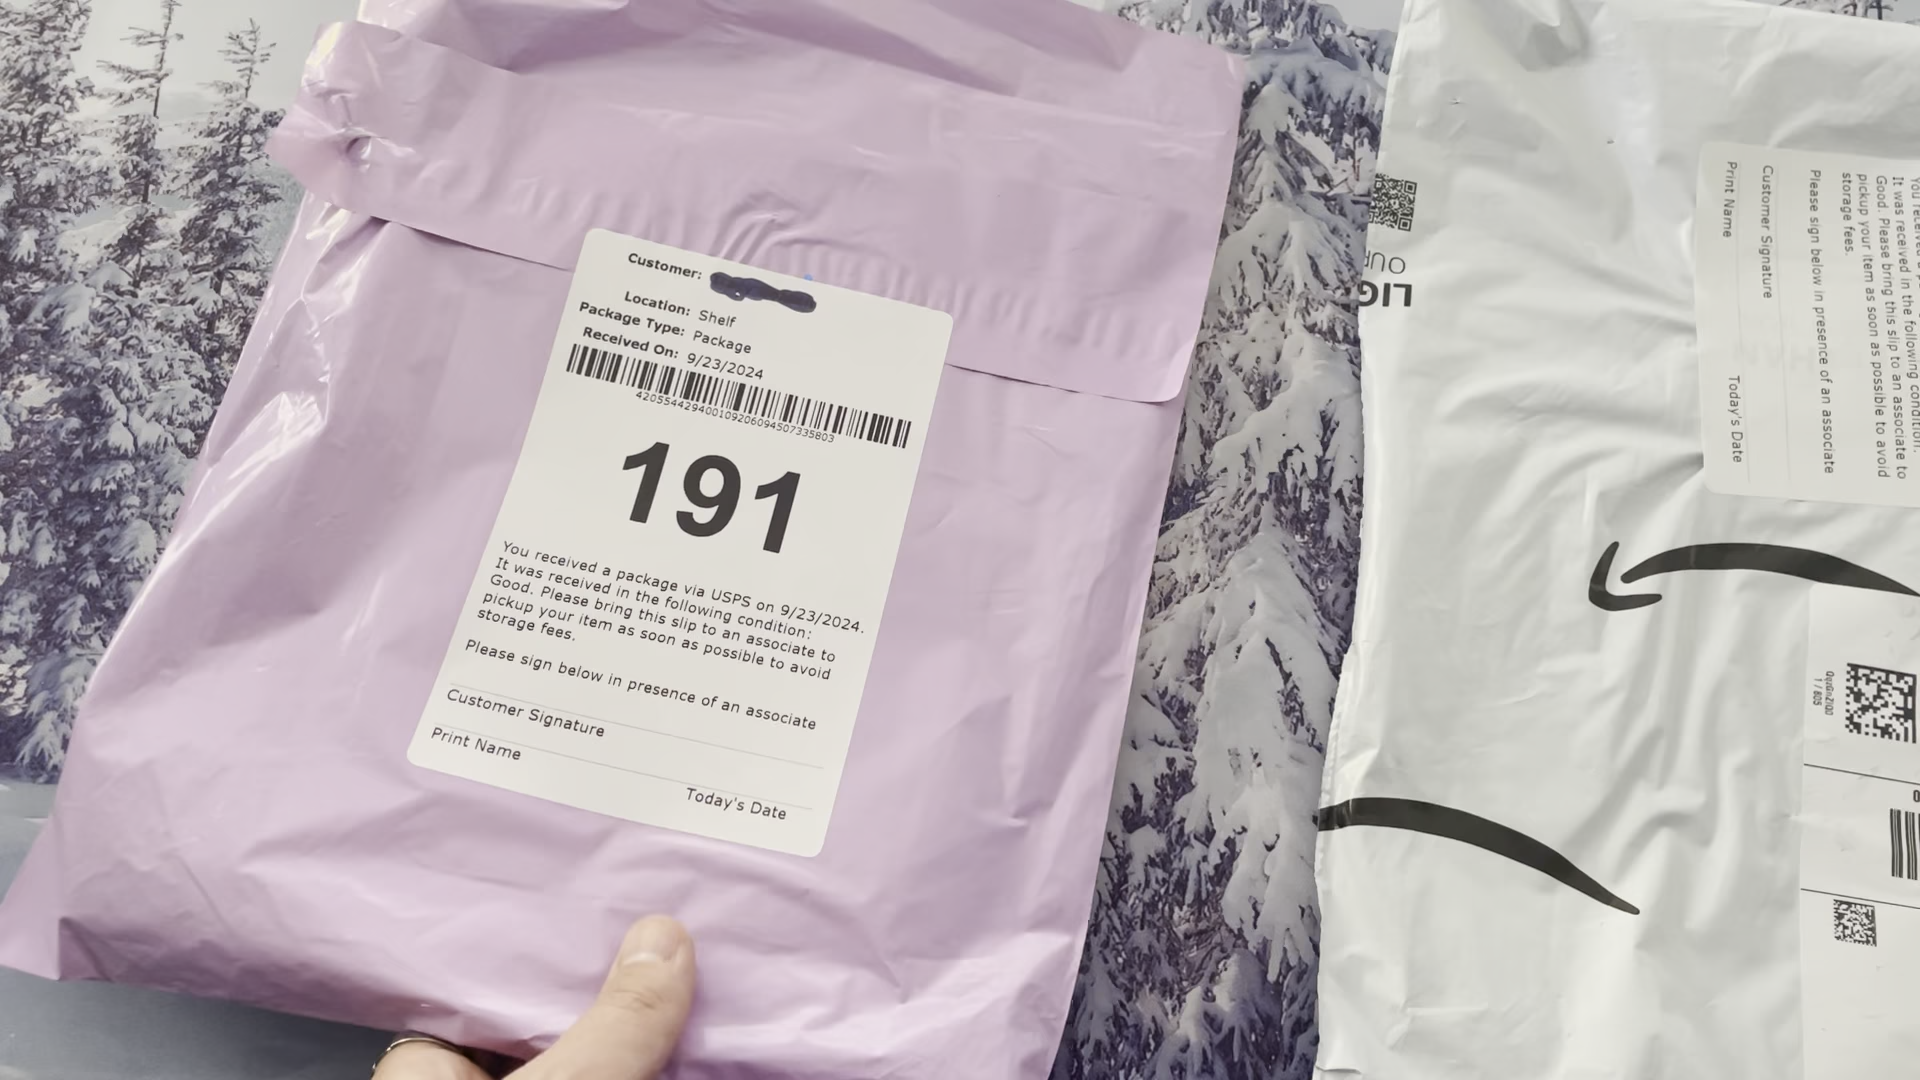 Customer:
Location: Shelf
Package Type: Package
Received On: 9/23/2024
420554429400109206094507335803
191
You received a package via USPS on 9/23/2024.
It was received in the following condition:
Good. Please bring this slip to an associate to
pickup your item as soon as possible to avoid
storage fees.
Please sign below in presence of an associate
Customer Signature
Print Name
Today's Date
It was received in the following condition:
Good. Please bring this slip to an associate to
pickup your item as soon as possible to avoid
storage fees.
Please sign below in presence of an associate
Customer Signature
Print Name
Today's Date